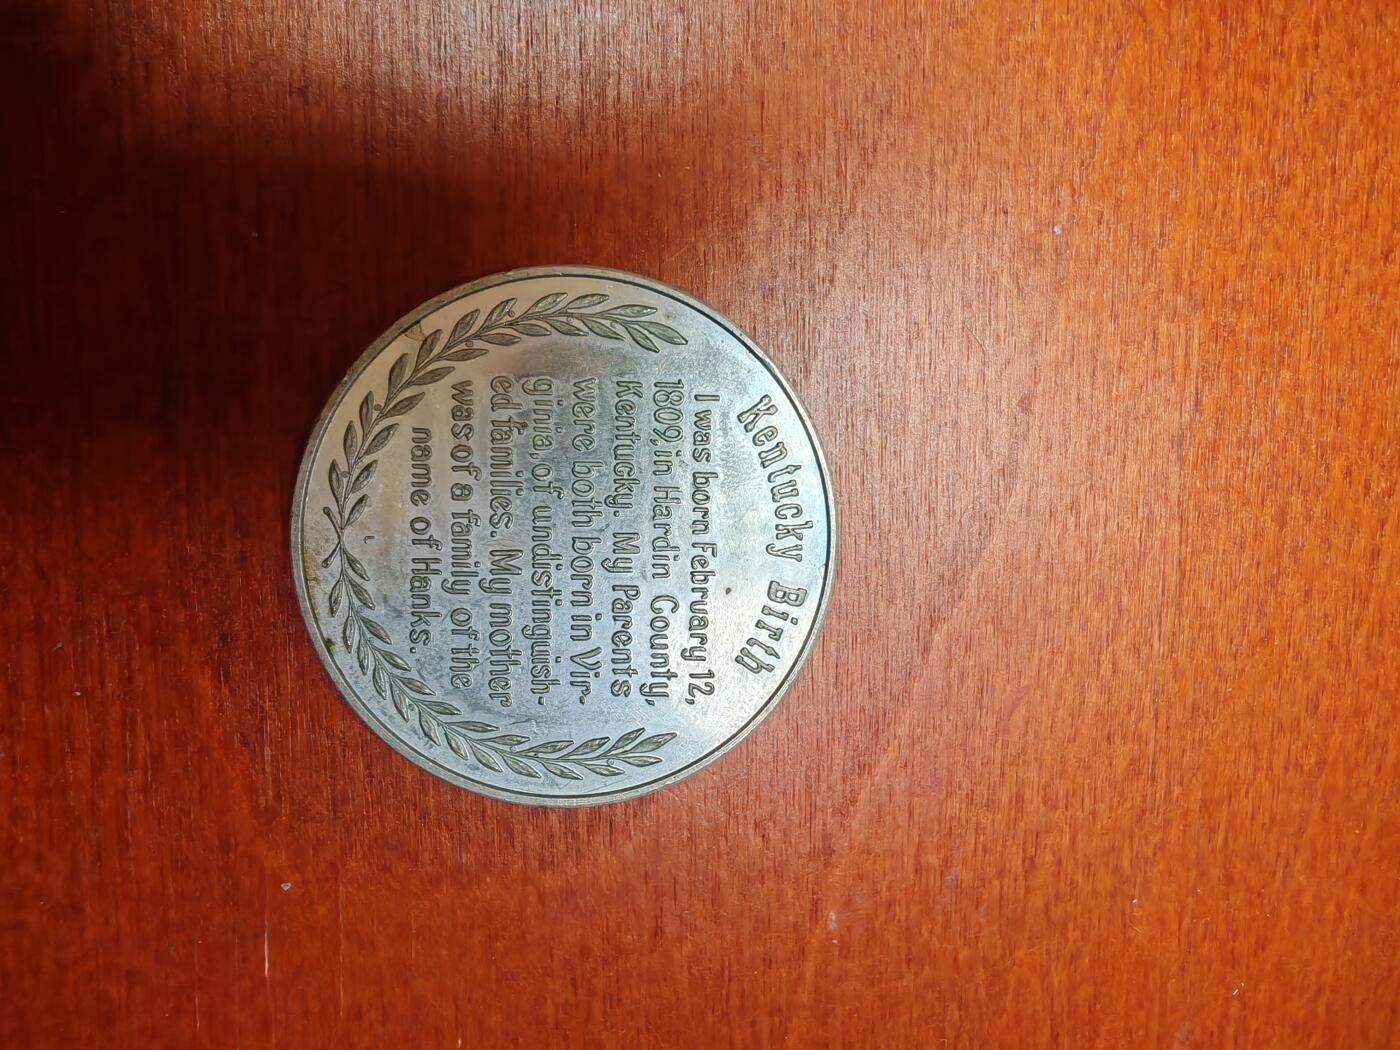 Kentucky Birth
I was born February 12,
1809, in Hardin County,
Kentucky. My Parents
were both born in Vir-
ginia, of undistinguish-
ed families. My mother
was of a family of the
name of Hanks.